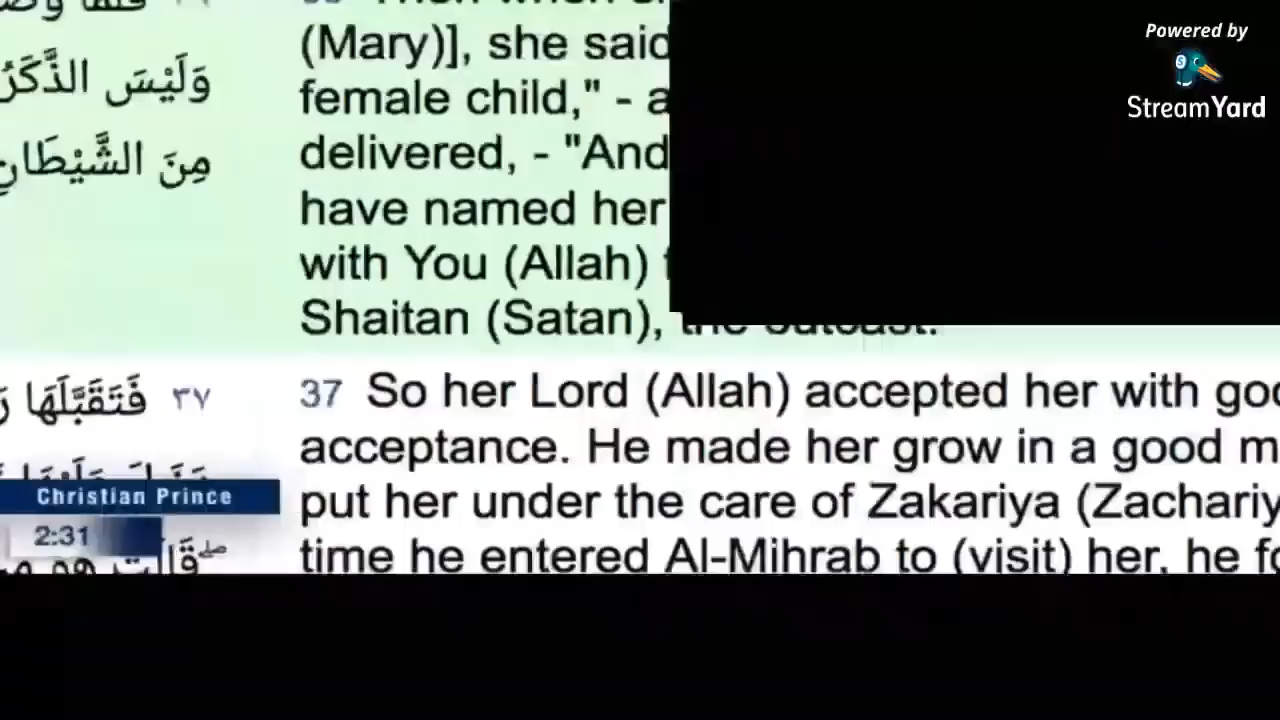 (Mary)], she said
female child," - a
delivered, - "And
have named her
with You (Allah)
Shaitan (Satan), the outcast.
37 So her Lord (Allah) accepted her with
acceptance. He made her grow in a good
put her under the care of Zakariya
time he entered Al-Mihrab to (visit) her, he
وَلَيْسَ الذَّكَرُ
مِنَ الشَّيْطَانِ
٣٧ فَتَقَبَّلَهَا
Christian Prince
2:31
Powered by
StreamYard